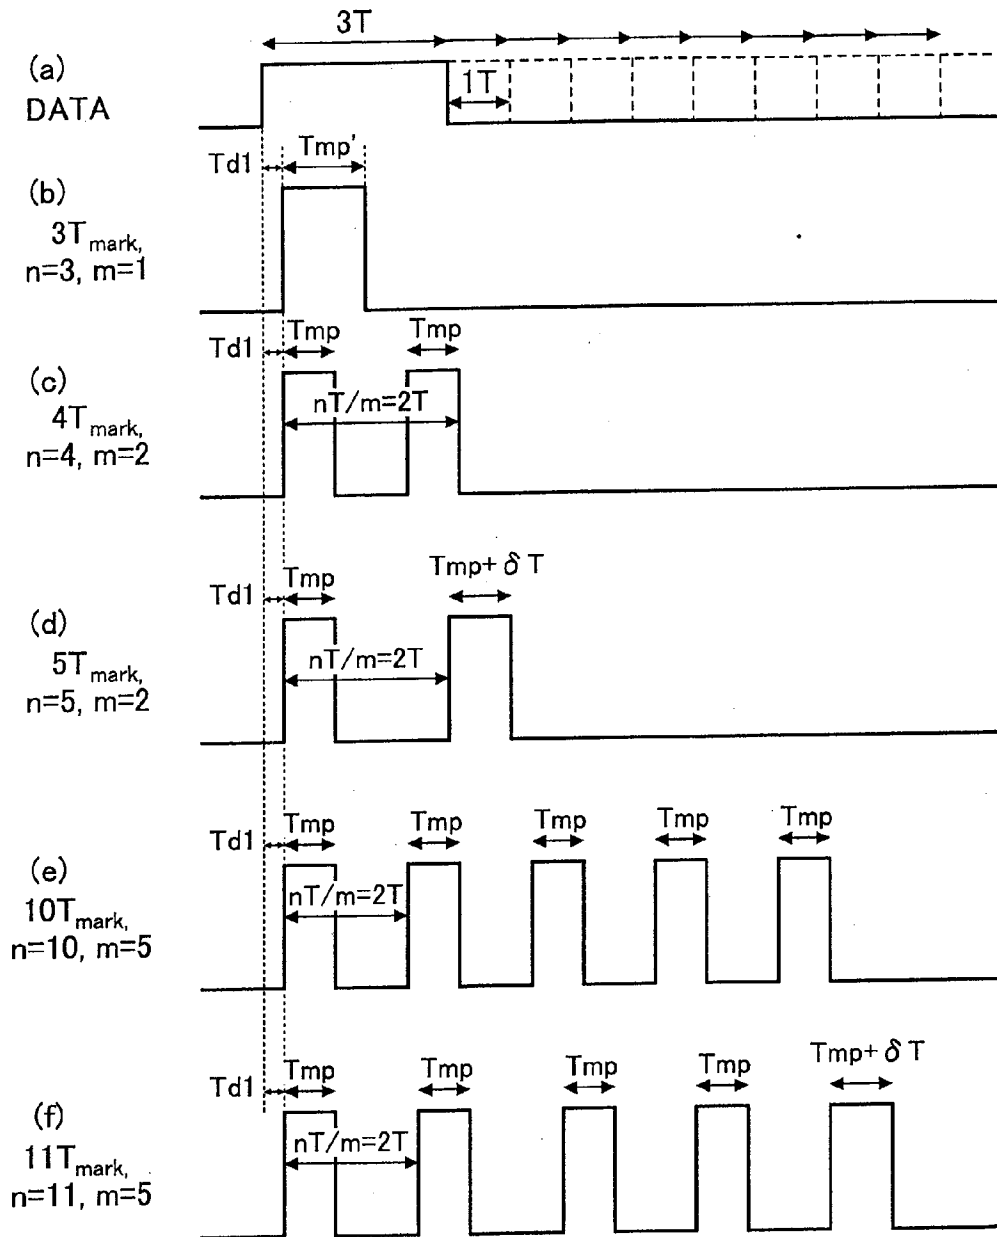 3T
(a)
DATA
1T
Td1
Tmp'
(b)
3Tmark,
n=3, m=1
Td1
Tmp
Tmp
(c)
4Tmark,
n=4, m=2
nT/m=2T
Td1
Tmp
Tmp+ δ T
(d)
5Tmark,
n=5, m=2
nT/m=2T
Td1
Tmp
Tmp
Tmp
Tmp
Tmp
(e)
10Tmark,
n=10, m=5
nT/m=2T
Td1
Tmp
Tmp
Tmp
Tmp
Tmp+ δ T
(f)
11Tmark,
n=11, m=5
nT/m=2T